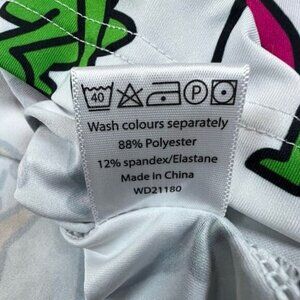 40 P
Wash colours separately
88% Polyester
12% spandex/Elastane
Made in China
WD21180